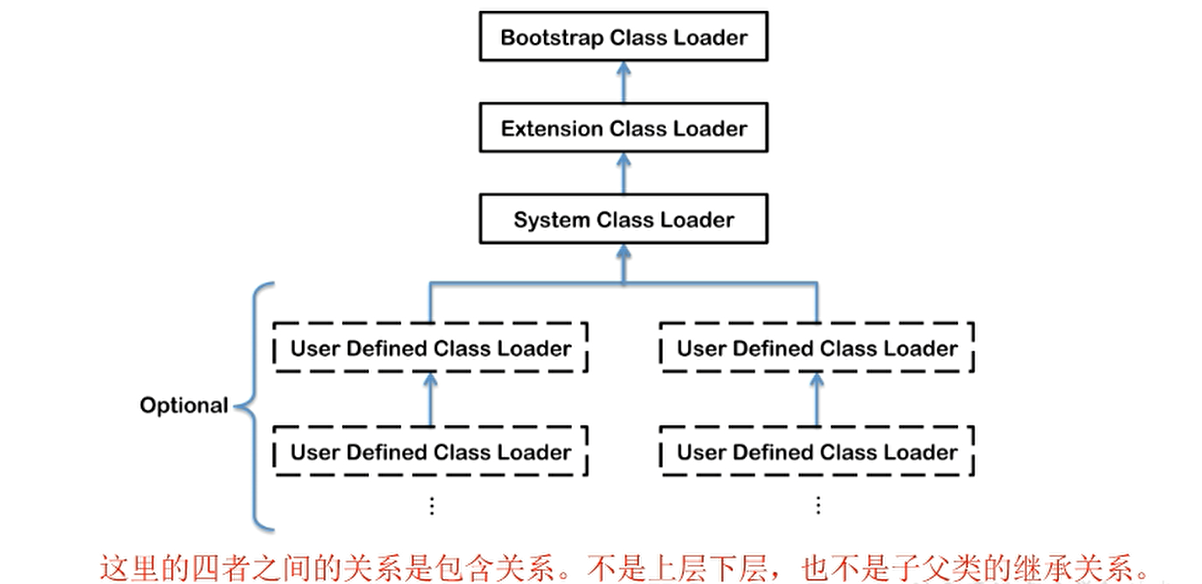 Bootstrap Class Loader
Extension Class Loader
System Class Loader
User Defined Class Loader
User Defined Class Loader
Optional
User Defined Class Loader
User Defined Class Loader
⋮
⋮
这里的四者之间的关系是包含关系。不是上层下层，也不是子父类的继承关系。